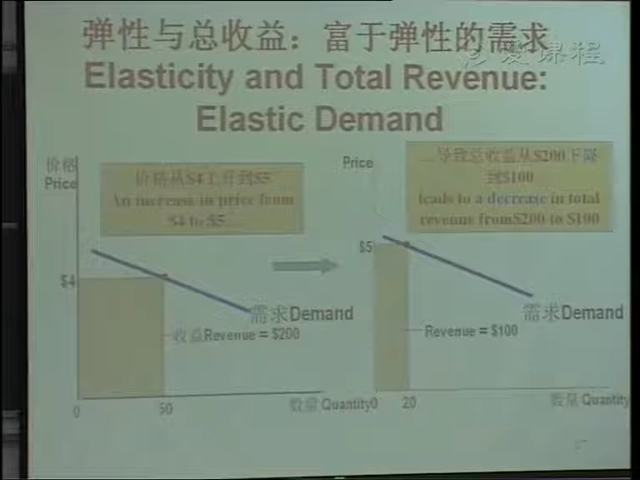 弹性与总收益：富于弹性的需求
Elasticity and Total Revenue:
Elastic Demand
价格
Price
价格从$4上升到$5
An increase in price from
$4 to $5...
Price
...导致总收益从$200下降
到$100
leads to a decrease in total
revenue from $200 to $100
$4
需求Demand
收益Revenue = $200
0
50
数量 Quantity
$5
需求Demand
Revenue = $100
0
20
数量 Quantity